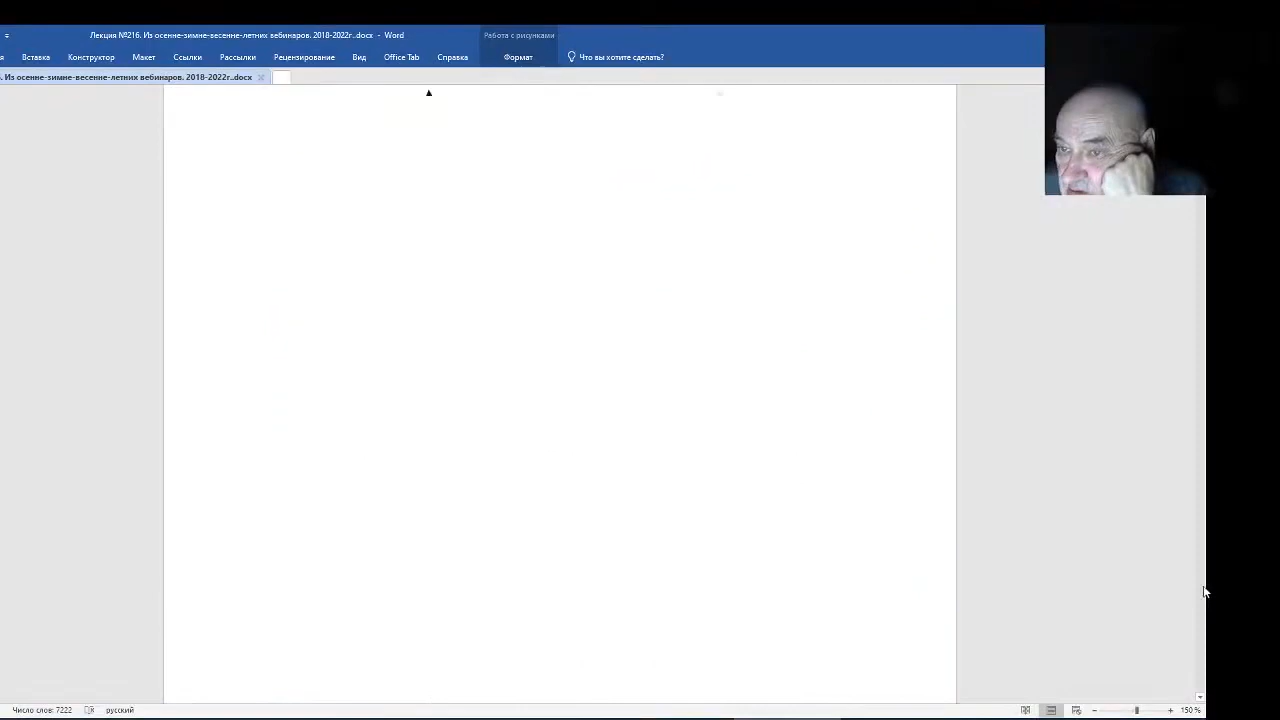 Лекция №216. Из осенне-зимне-весенне-летних вебинаров. 2018-2022г..docx - Word
Работа с рисунками
я Вставка Конструктор Макет Ссылки Рассылки Рецензирование Вид Office Tab Справка Формат Что вы хотите сделать?
. Из осенне-зимне-весенне-летних вебинаров. 2018-2022г..docx
Число слов: 7222 русский 150 %